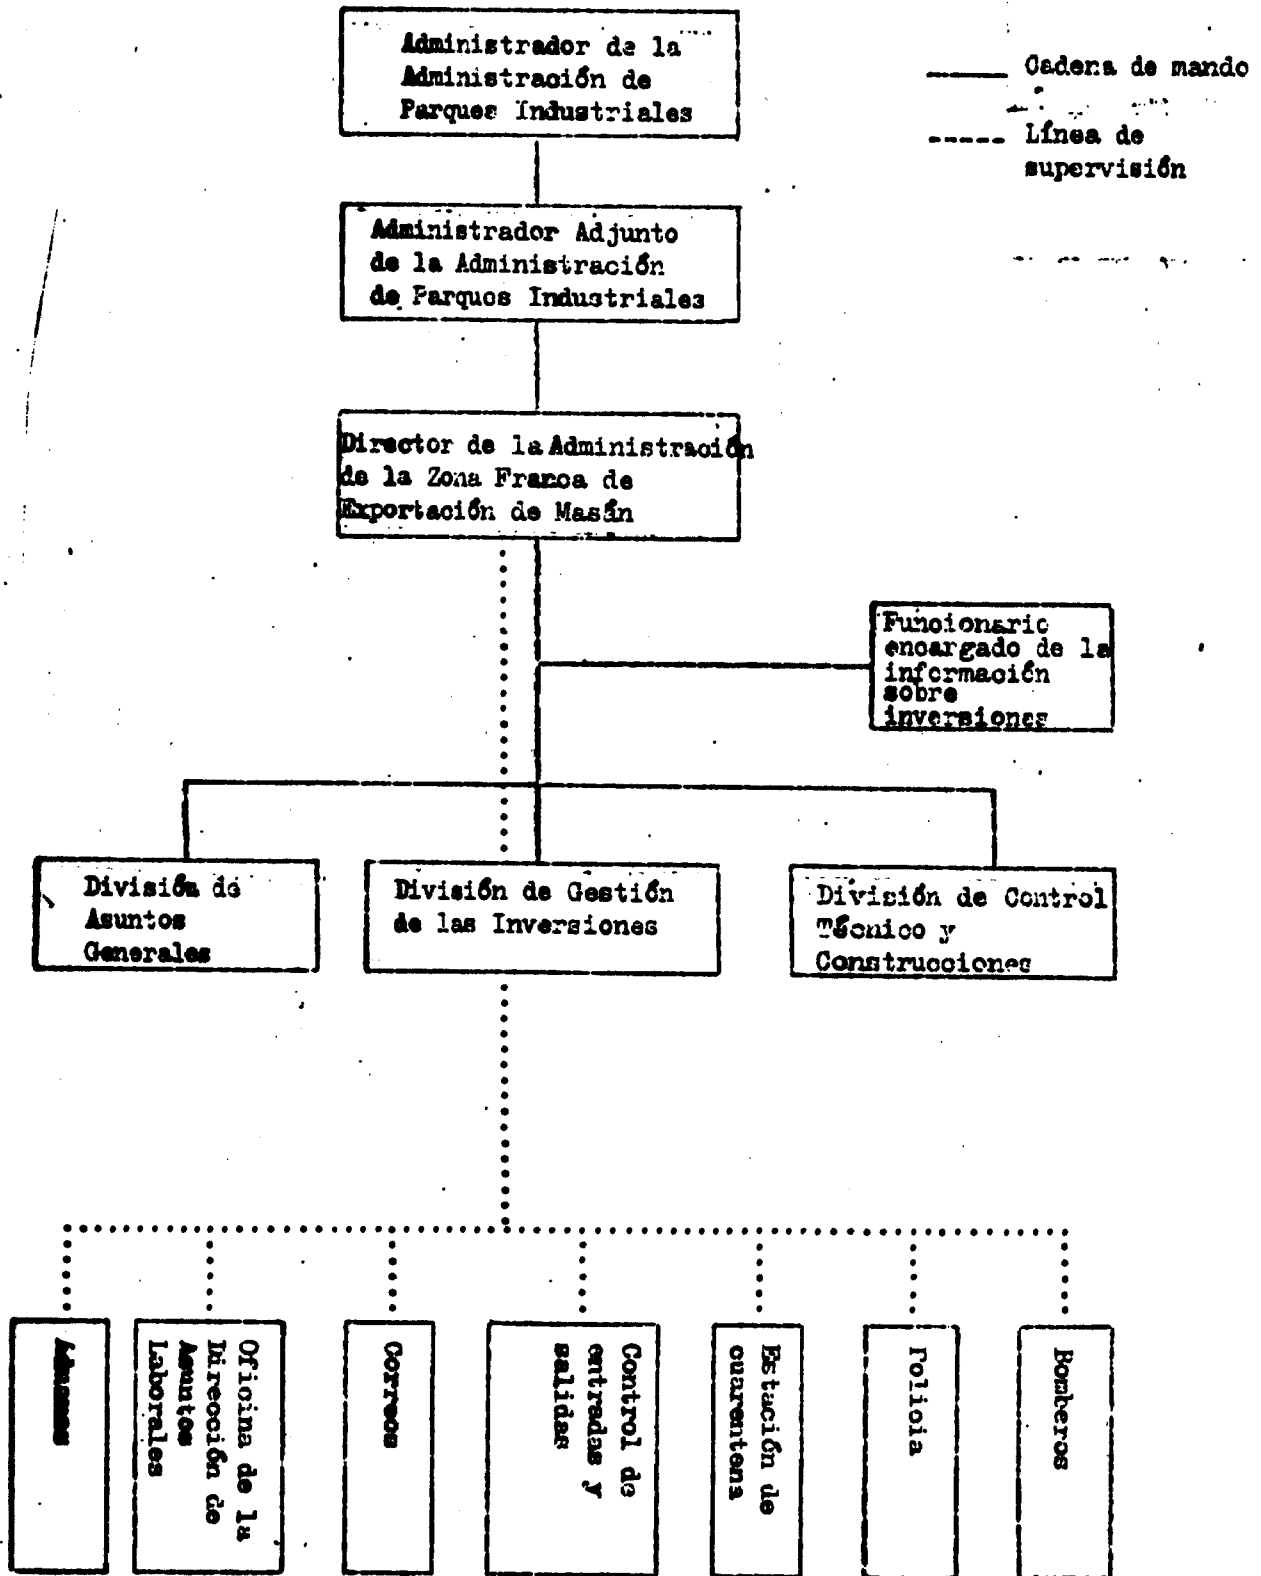 Administrador de la
Administración de
Parques Industriales
Cadena de mando
Línea de
supervisión
Administrador Adjunto
de la Administración
de Parques Industriales
Director de la Administración
de la Zona Franca de
Exportación de Masán
Funcionario
encargado de la
información
sobre
inversiones
División de
Asuntos
Generales
División de Gestión
de las Inversiones
División de Control
Técnico y
Construcciones
Aduanas
Oficina de la
Dirección de
Asuntos
Laborales
Correos
Control de
entradas y
salidas
Estación de
cuarentena
Policia
Bomberos